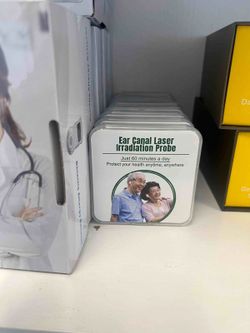 Ear Canal Laser
Irradiation Probe
Just 60 minutes a day
Protect your health anytime, anywhere